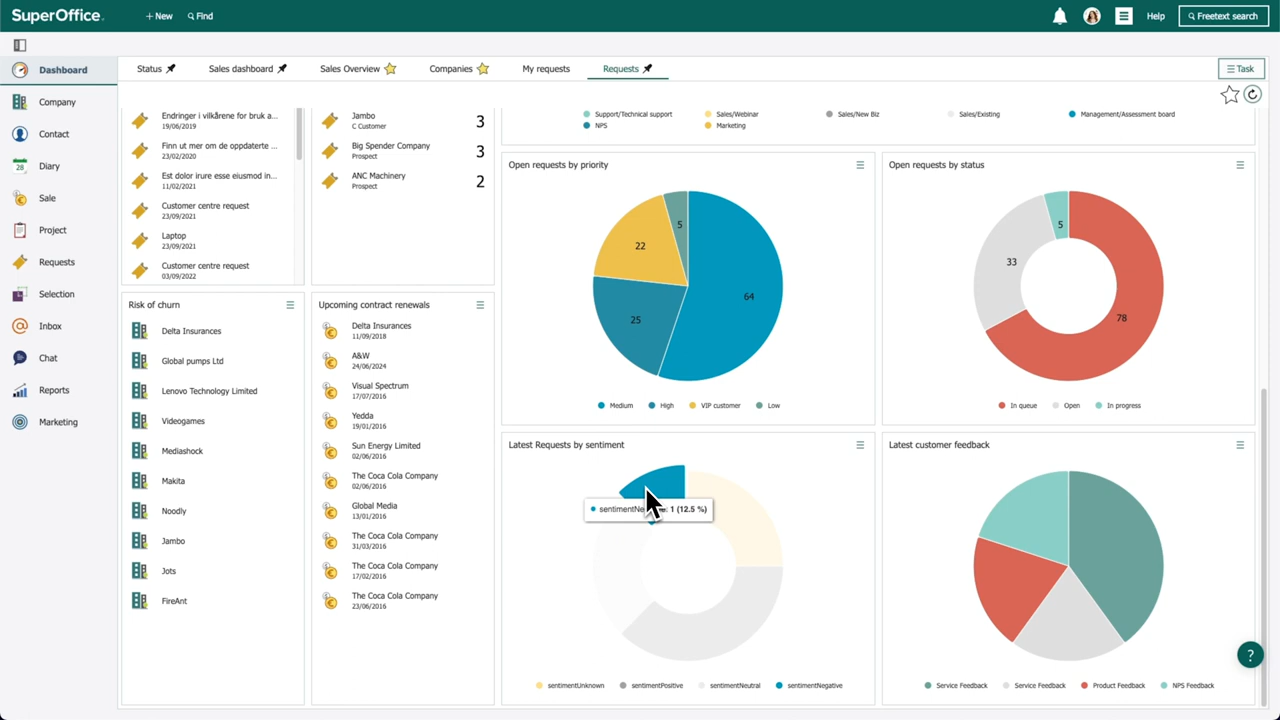 SuperOffice.
+ New
Find
Help
Freetext search
Dashboard
Company
Contact
28
Diary
Sale
Project
Requests
Selection
Inbox
Chat
Reports
Marketing
Status
Sales dashboard
Sales Overview
Companies
My requests
Requests
Task
Endringer i vilkårene for bruk a...
19/06/2019
Finn ut mer om de oppdaterte ...
23/02/2020
Est dolor irure esse eiusmod in...
11/02/2021
Customer centre request
23/09/2021
Laptop
23/09/2021
Customer centre request
03/09/2022
Jambo
C Customer
3
Big Spender Company
Prospect
3
ANC Machinery
Prospect
2
Support/Technical support
Sales/Webinar
Sales/New Biz
Sales/Existing
Management/Assessment board
NPS
Marketing
Open requests by priority
5
22
64
25
Medium
High
VIP customer
Low
Open requests by status
5
33
78
In queue
Open
In progress
Risk of churn
Delta Insurances
Global pumps Ltd
Lenovo Technology Limited
Videogames
Mediashock
Makita
Noodly
Jambo
Jots
FireAnt
Upcoming contract renewals
Delta Insurances
11/09/2018
A&W
24/06/2024
Visual Spectrum
17/07/2016
Yedda
19/01/2016
Sun Energy Limited
02/06/2016
The Coca Cola Company
02/06/2016
Global Media
13/01/2016
The Coca Cola Company
31/03/2016
The Coca Cola Company
17/02/2016
The Coca Cola Company
23/06/2016
Latest Requests by sentiment
1 (12.5 %)
sentimentUnknown
sentimentPositive
sentimentNeutral
sentimentNegative
Latest customer feedback
Service Feedback
Service Feedback
Product Feedback
NPS Feedback
?